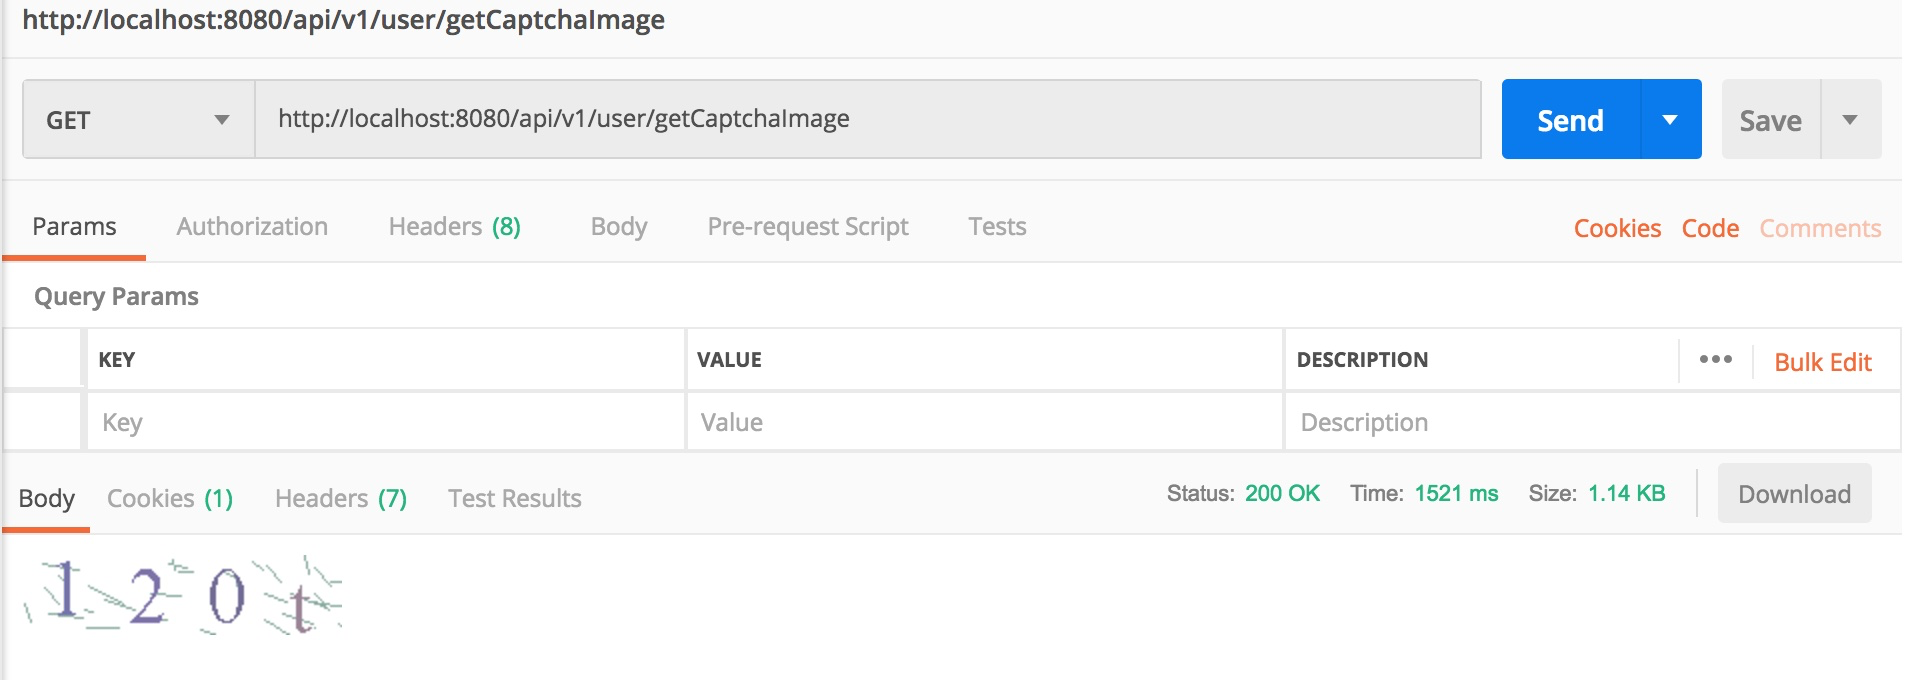 http://localhost:8080/api/v1/user/getCaptchaImage
GET http://localhost:8080/api/v1/user/getCaptchaImage Send Save
Params Authorization Headers (8) Body Pre-request Script Tests Cookies Code Comments
Query Params
KEY VALUE DESCRIPTION ••• Bulk Edit
Key Value Description
Body Cookies (1) Headers (7) Test Results Status: 200 OK Time: 1521 ms Size: 1.14 KB Download
1 2 0 t